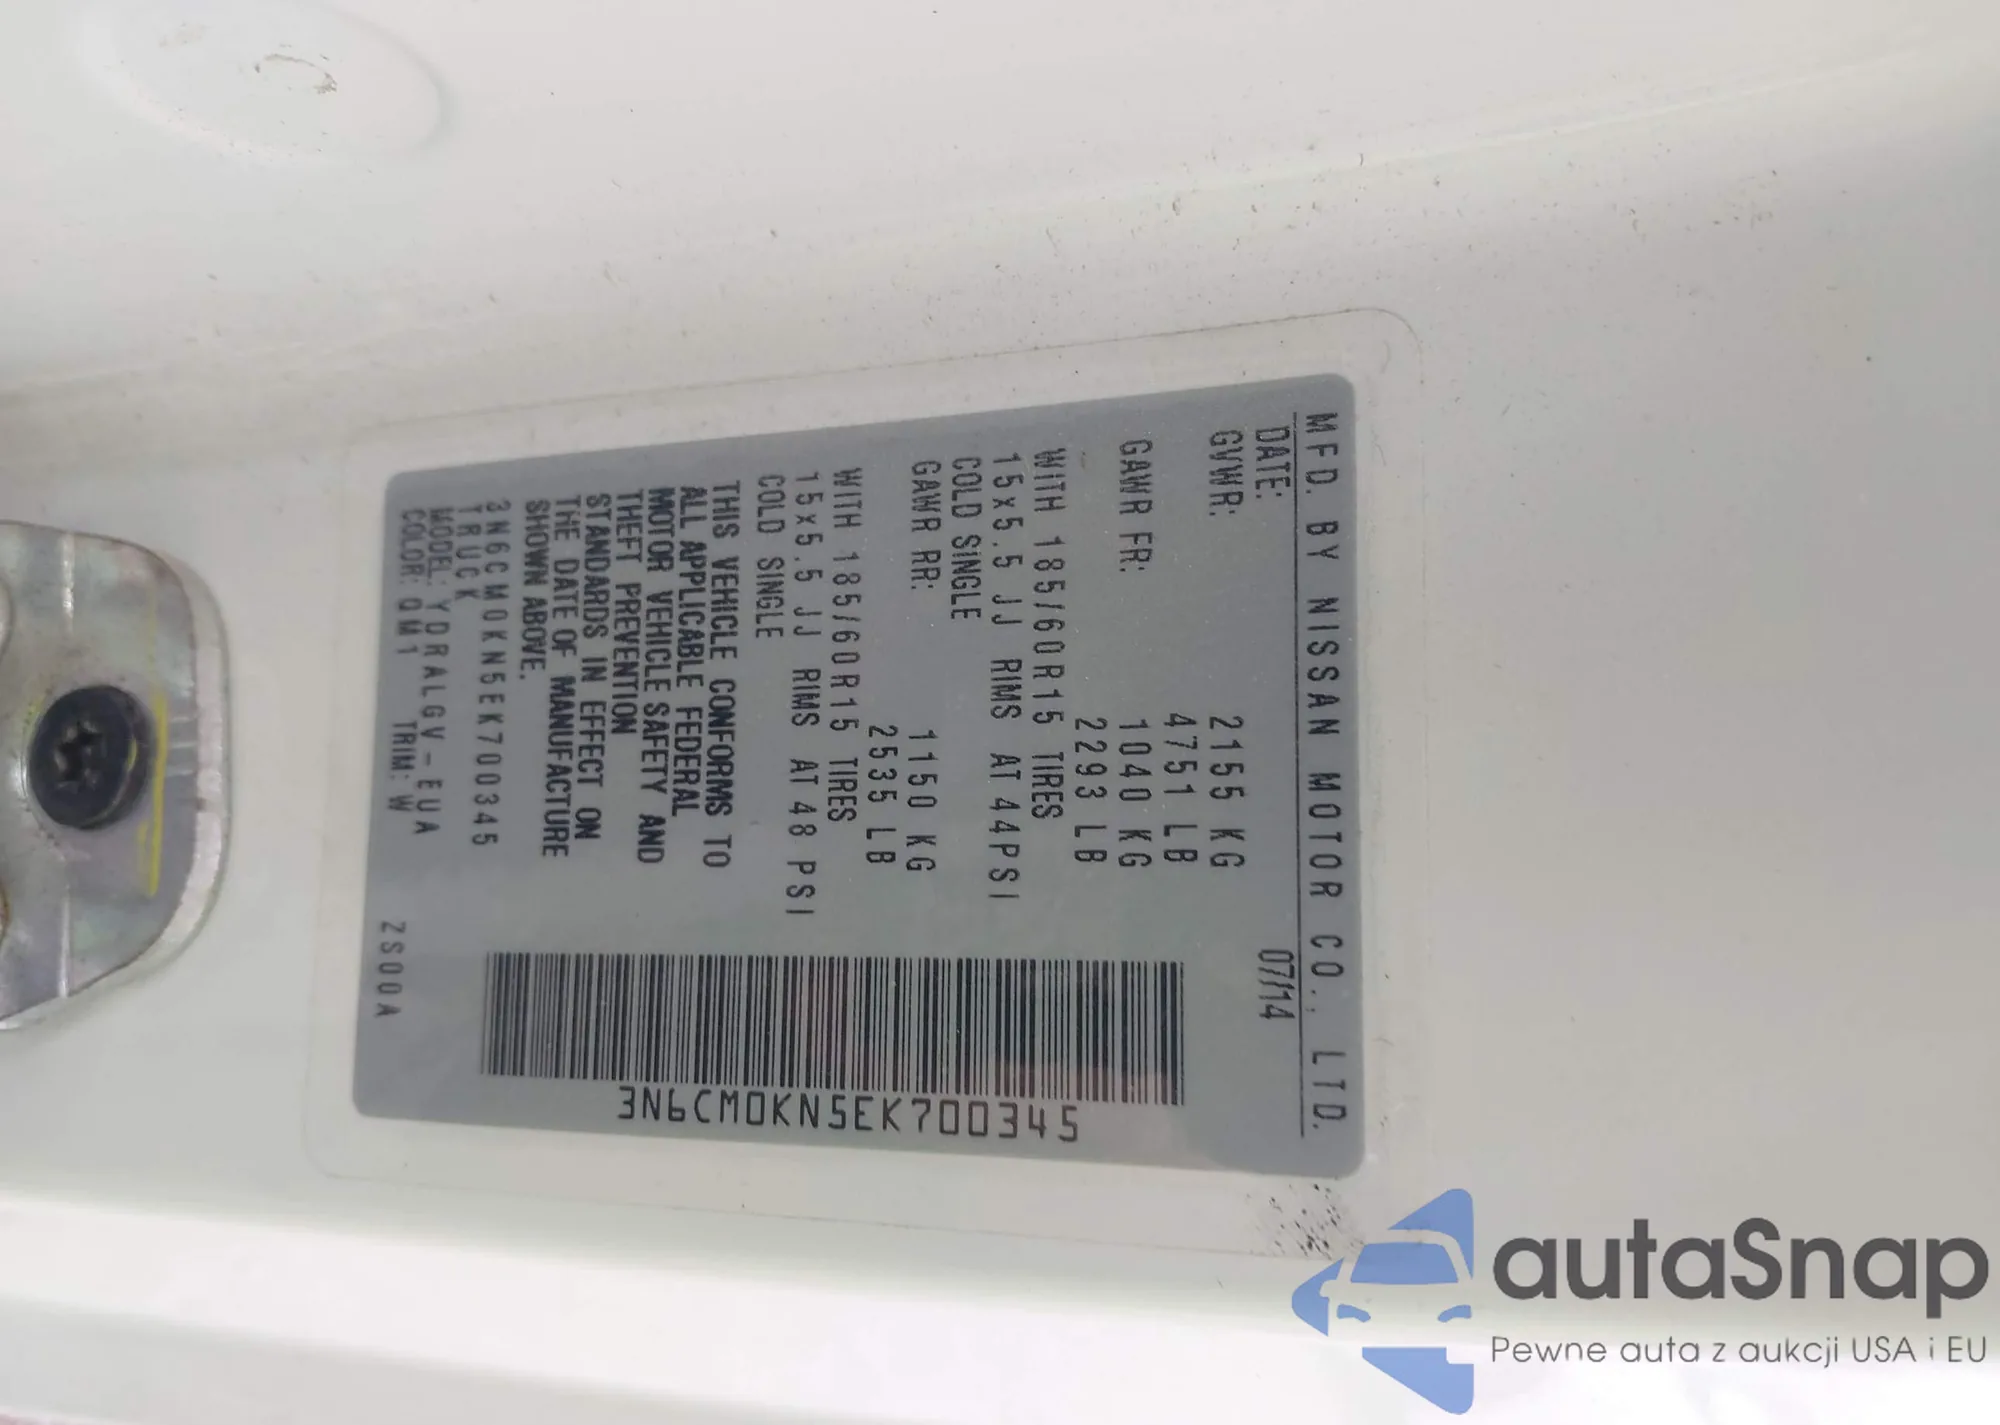 MFD. BY NISSAN MOTOR CO., LTD.
DATE: 07/14
GVWR: 2155 KG
4751 LB
GAWR FR: 1040 KG
2293 LB
WITH 185/60R15 TIRES
15x5.5 JJ RIMS AT 44PSI
COLD SINGLE
GAWR RR: 1150 KG
2535 LB
WITH 185/60R15 TIRES
15x5.5 JJ RIMS AT 48 PSI
COLD SINGLE
THIS VEHICLE CONFORMS TO
ALL APPLICABLE FEDERAL
MOTOR VEHICLE SAFETY AND
THEFT PREVENTION
STANDARDS IN EFFECT ON
THE DATE OF MANUFACTURE
SHOWN ABOVE.
3N6CM0KN5EK700345
TRUCK
MODEL: YDRALGV-EUA
COLOR: QM1 TRIM: W ZS00A
3N6CM0KN5EK700345
autaSnap
Pewne auta z aukcji USA i EU